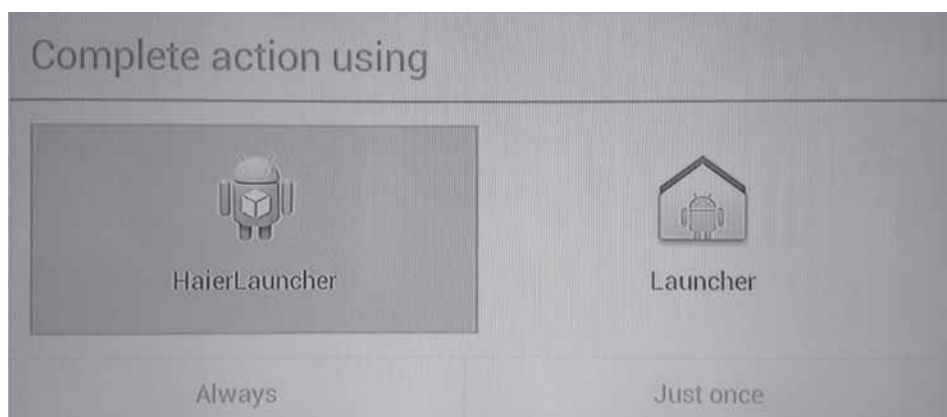 Complete action using
HaierLauncher
Launcher
Always
Just once